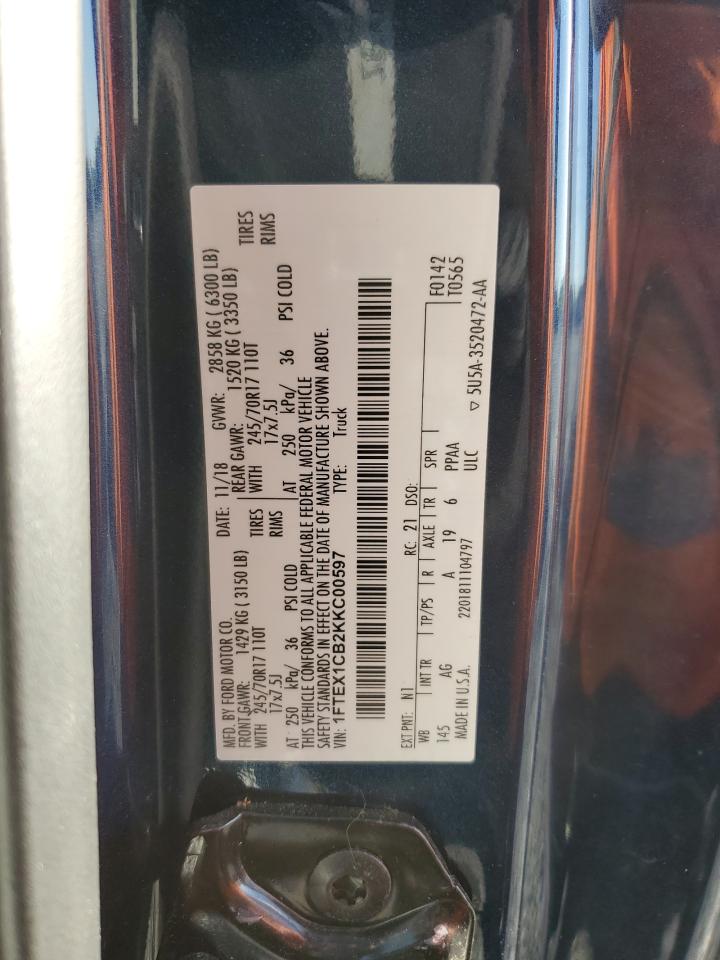 MFD. BY FORD MOTOR CO.
DATE: 11/18 GVWR: 2858 KG ( 6300 LB)
FRONT GAWR: 1429 KG ( 3150 LB) REAR GAWR: 1520 KG ( 3350 LB)
WITH 245/70R17 110T TIRES WITH 245/70R17 110T TIRES
17x7.5J RIMS 17x7.5J RIMS
AT 250 kPa/ 36 PSI COLD AT 250 kPa/ 36 PSI COLD
THIS VEHICLE CONFORMS TO ALL APPLICABLE FEDERAL MOTOR VEHICLE
SAFETY STANDARDS IN EFFECT ON THE DATE OF MANUFACTURE SHOWN ABOVE.
VIN: 1FTEX1CB2KKC00597 TYPE: Truck
EXT PNT: N1 RC: 21 DSO: F0142
WB INT TR TP/PS R AXLE TR SPR T0565
145 AG A 19 6 PPAA
MADE IN U.S.A. 2201811104797 ULC ▽ 5U5A-3520472-AA